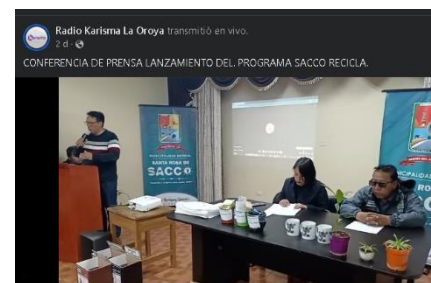 Radio Karisma La Oroya transmitió en vivo.
2 d ·
CONFERENCIA DE PRENSA LANZAMIENTO DEL. PROGRAMA SACCO RECICLA.
SANTA ROSA DE
SACCO